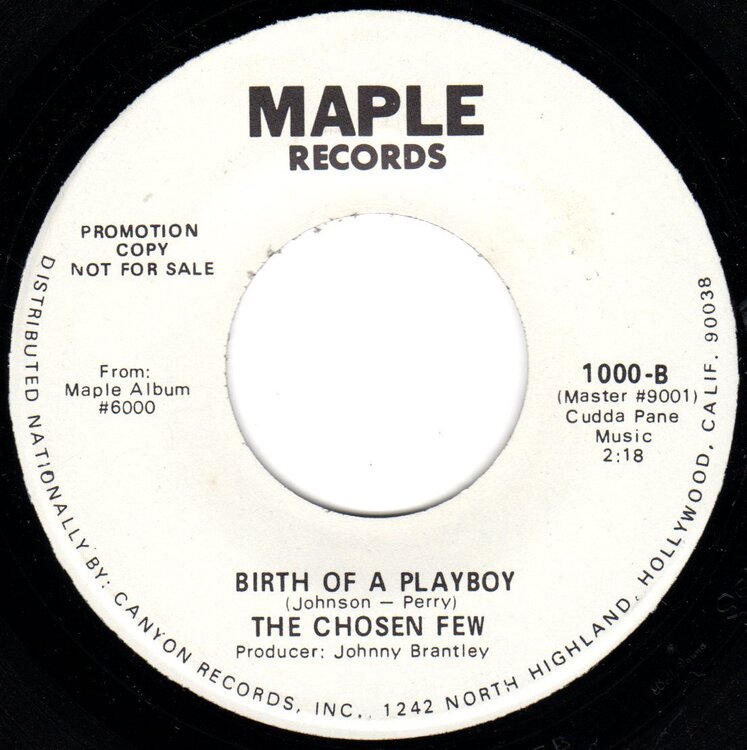 MAPLE
RECORDS
PROMOTION
COPY
NOT FOR SALE
From:
Maple Album
#6000
1000-B
(Master #9001)
Cudda Pane
Music
2:18
BIRTH OF A PLAYBOY
(Johnson — Perry)
THE CHOSEN FEW
Producer: Johnny Brantley
DISTRIBUTED NATIONALLY BY: CANYON RECORDS, INC., 1242 NORTH HIGHLAND, HOLLYWOOD, CALIF. 90038